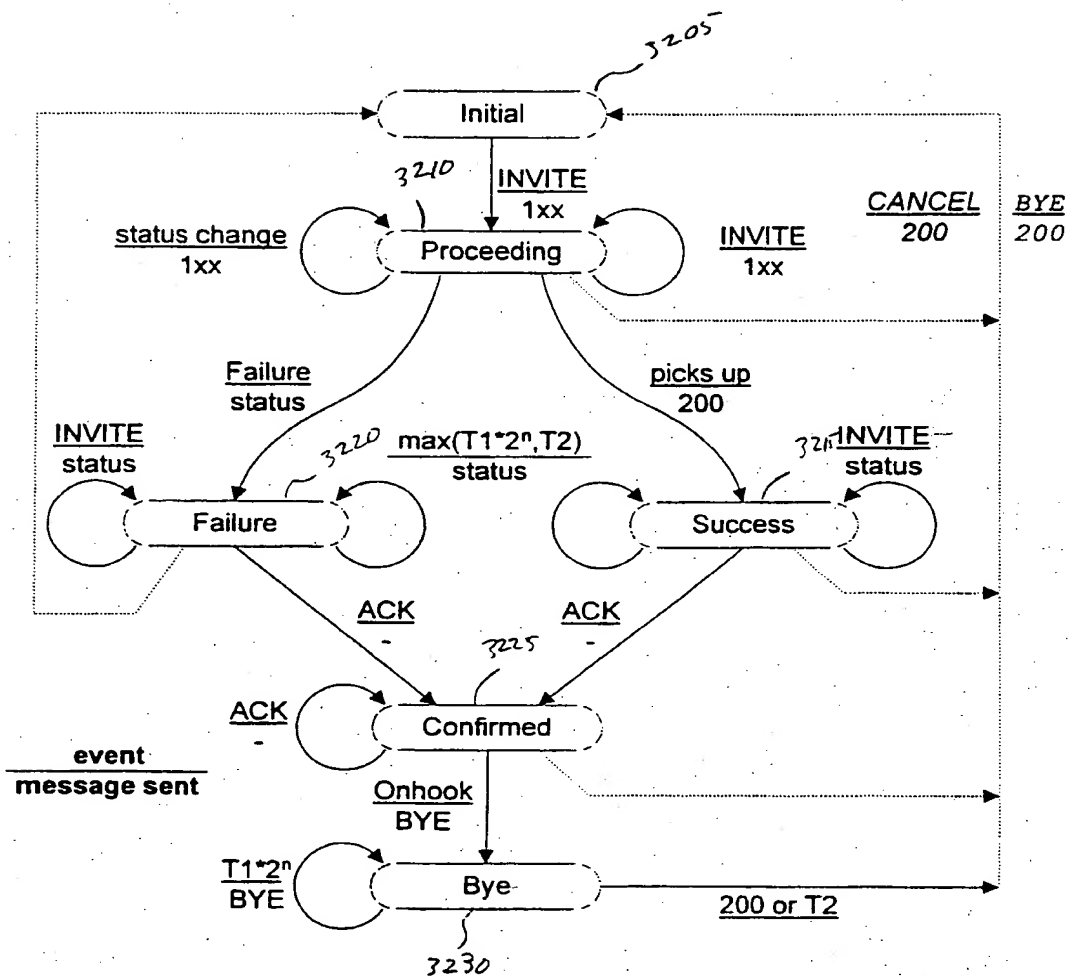 3205
Initial
3210
INVITE
1xx
CANCEL
200
BYE
200
status change
1xx
Proceeding
INVITE
1xx
Failure
status
picks up
200
INVITE
status
3220
max(T1*2ⁿ,T2)
status
3215
INVITE
status
Failure
Success
ACK
-
ACK
-
3225
ACK
-
Confirmed
event
message sent
Onhook
BYE
T1*2ⁿ
BYE
Bye
200 or T2
3230